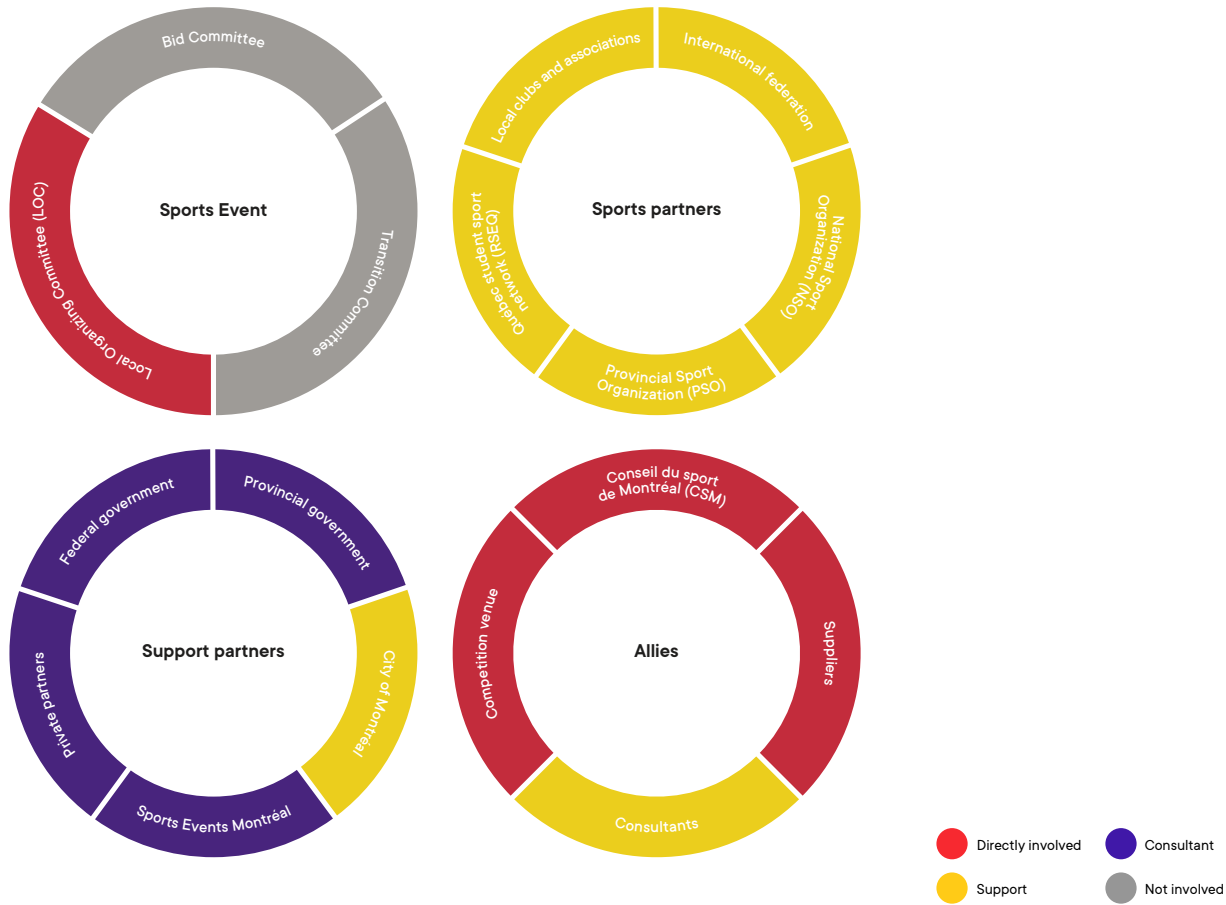 Bid Committee
Transition Committee
Local Organizing Committee (LOC)
Sports Event
Local clubs and associations
International federation
National Sport
Organization (NSO)
Provincial Sport
Organization (PSO)
Québec student sport
network (RSEQ)
Sports partners
Federal government
Provincial government
City of Montréal
Sports Events Montréal
Private partners
Support partners
Conseil du sport
de Montréal (CSM)
Suppliers
Consultants
Competition venue
Allies
Directly involved
Consultant
Support
Not involved